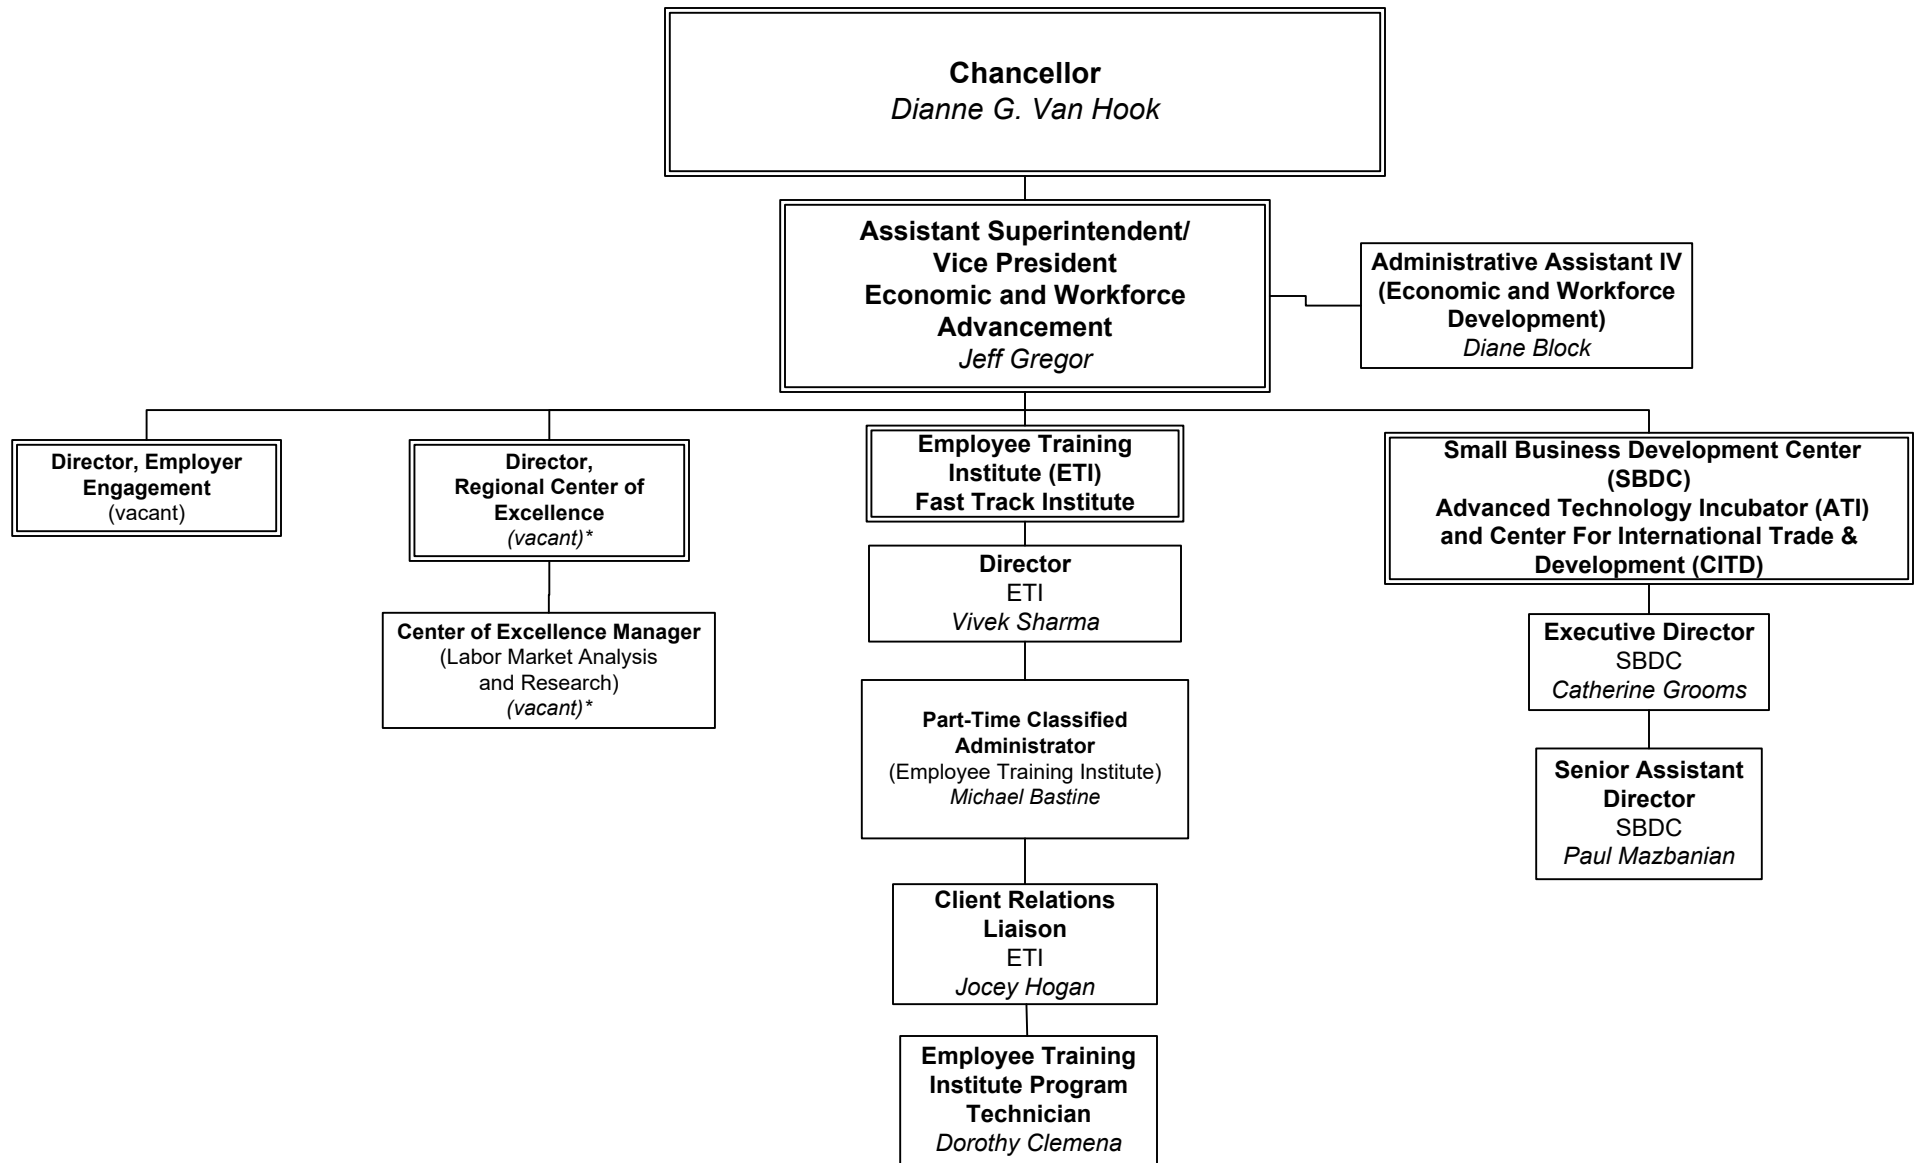 Chancellor
Dianne G. Van Hook
Assistant Superintendent/
Vice President
Economic and Workforce
Advancement
Jeff Gregor
Administrative Assistant IV
(Economic and Workforce
Development)
Diane Block
Director, Employer
Engagement
(vacant)
Director,
Regional Center of
Excellence
(vacant)*
Center of Excellence Manager
(Labor Market Analysis
and Research)
(vacant)*
Employee Training
Institute (ETI)
Fast Track Institute
Director
ETI
Vivek Sharma
Part-Time Classified
Administrator
(Employee Training Institute)
Michael Bastine
Client Relations
Liaison
ETI
Jocey Hogan
Employee Training
Institute Program
Technician
Dorothy Clemena
Small Business Development Center
(SBDC)
Advanced Technology Incubator (ATI)
and Center For International Trade &
Development (CITD)
Executive Director
SBDC
Catherine Grooms
Senior Assistant
Director
SBDC
Paul Mazbanian